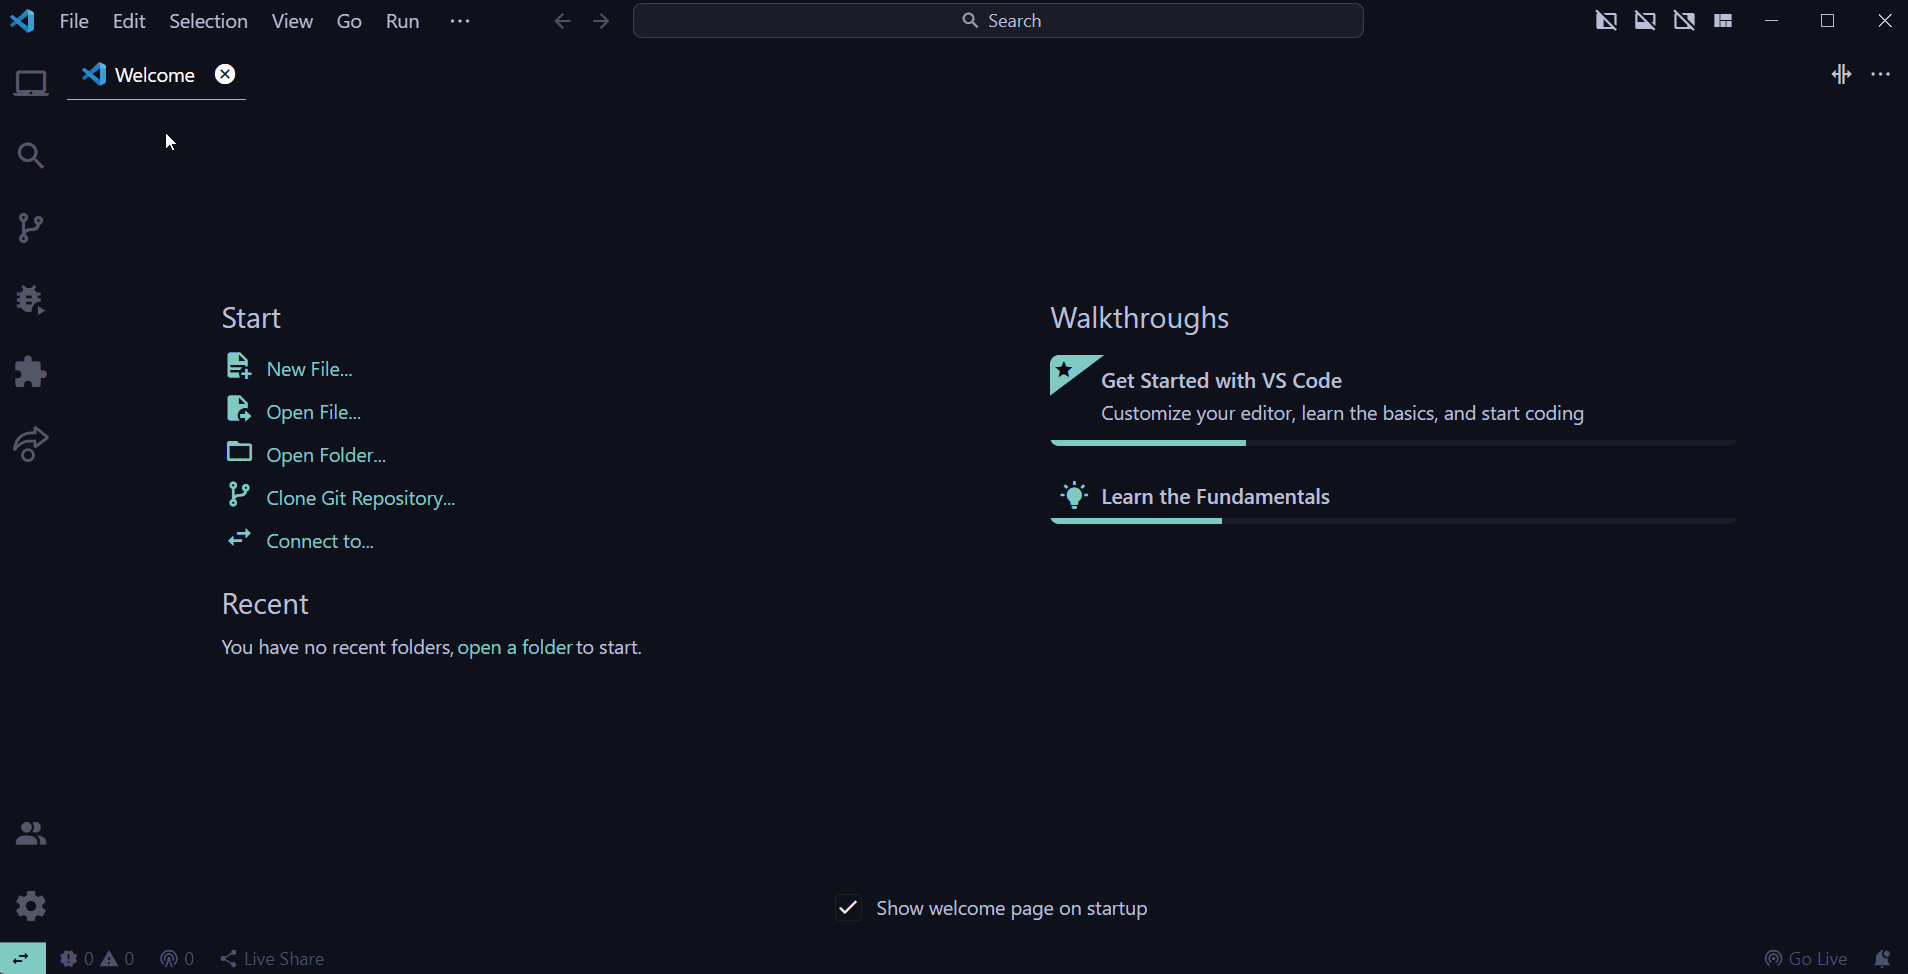 File Edit Selection View Go Run ···
Search
Welcome
Start
New File...
Open File...
Open Folder...
Clone Git Repository...
Connect to...
Recent
You have no recent folders, open a folder to start.
Walkthroughs
Get Started with VS Code
Customize your editor, learn the basics, and start coding
Learn the Fundamentals
Show welcome page on startup
0 0 0 Live Share
Go Live